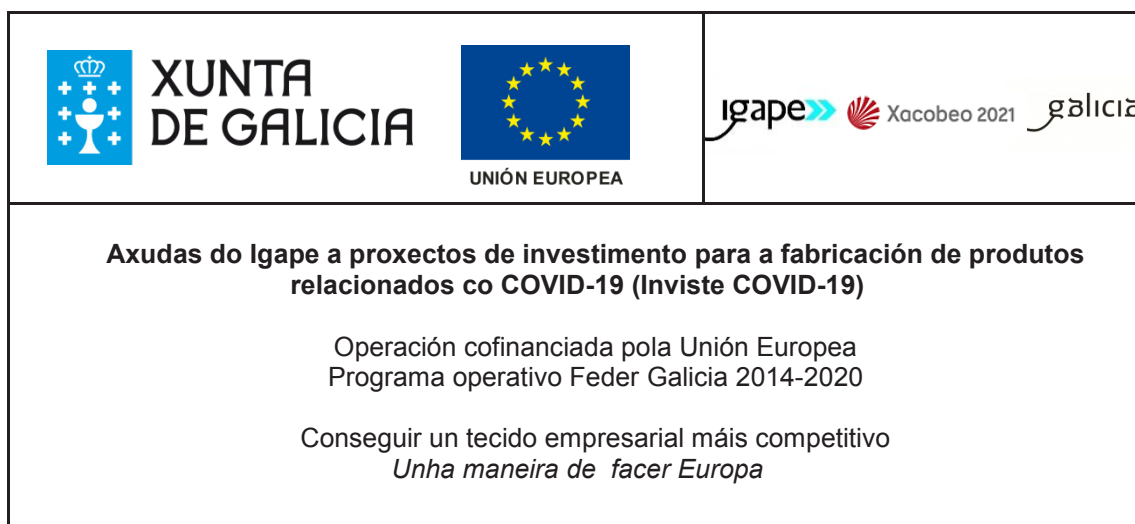 XUNTA
DE GALICIA
UNIÓN EUROPEA
Igape
Xacobeo 2021
galicia
Axudas do Igape a proxectos de investimento para a fabricación de produtos
relacionados co COVID-19 (Inviste COVID-19)
Operación cofinanciada pola Unión Europea
Programa operativo Feder Galicia 2014-2020
Conseguir un tecido empresarial máis competitivo
Unha maneira de facer Europa